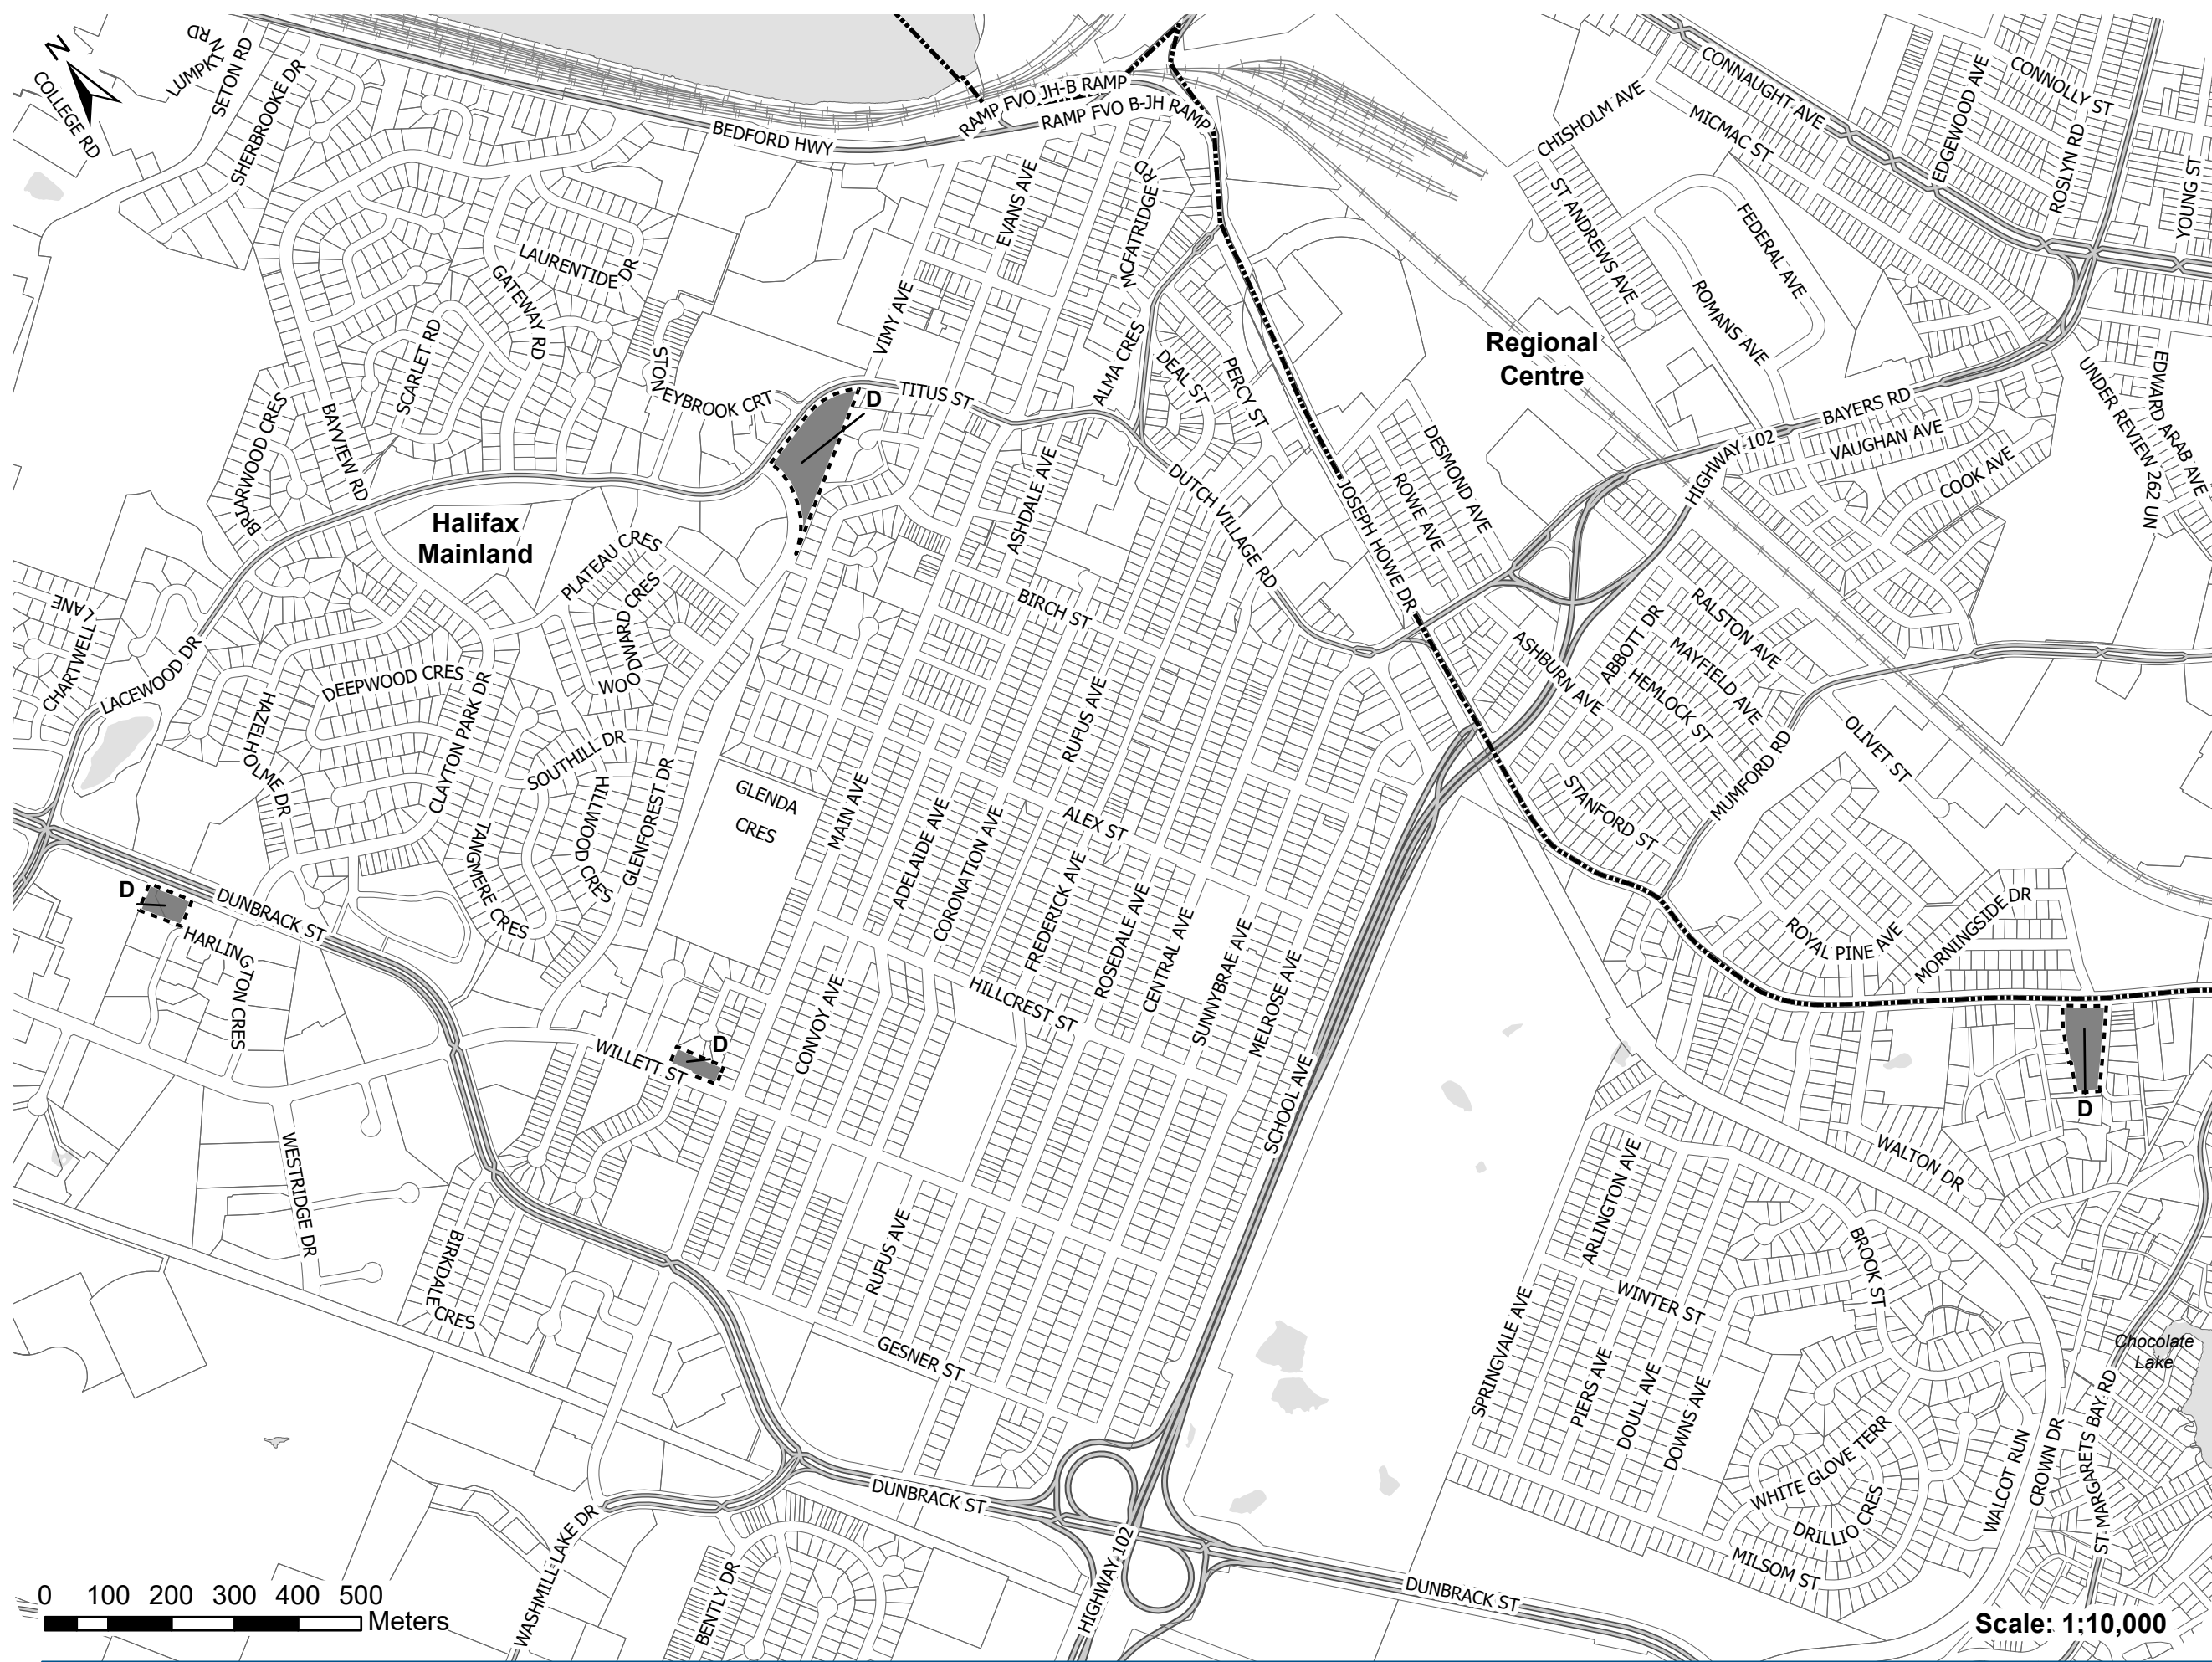 N
LUMPKIN RD
SETON RD
COLLEGE RD
SHERBROOKE DR
BEDFORD HWY
RAMP FVO JH-B RAMP
RAMP FVO B-JH RAMP
CONNAUGHT AVE
CONNOLLY ST
EDGEWOOD AVE
CHISHOLM AVE
MICMAC ST
ROSLYN RD
YOUNG ST
EVANS AVE
MCFATRIDGE RD
ST ANDREWS AVE
FEDERAL AVE
ROMANS AVE
LAURENTIDE DR
GATEWAY RD
SCARLET RD
STONEYBROOK CRT
VIMY AVE
TITUS ST
D
ALMA CRES
DEAL ST
PERCY ST
Regional
Centre
UNDER REVIEW 262 UN
EDWARD ARAB AVE
BRIARWOOD CRES
BAYVIEW RD
BAYERS RD
VAUGHAN AVE
HIGHWAY 102
COOK AVE
DESMOND AVE
ROWE AVE
JOSEPH HOWE DR
DUTCH VILLAGE RD
ASHDALE AVE
Halifax
Mainland
PLATEAU CRES
WOODWARD CRES
BIRCH ST
CHARTWELL LANE
LACEWOOD DR
DEEPWOOD CRES
HAZELHOLME DR
CLAYTON PARK DR
SOUTHILL DR
HILLWOOD CRES
GLENFOREST DR
TANGMERE CRES
GLENDA
CRES
RUFUS AVE
MAIN AVE
ADELAIDE AVE
CORONATION AVE
ALEX ST
FREDERICK AVE
ROSEDALE AVE
CENTRAL AVE
SUNNYBRAE AVE
MELROSE AVE
ASHBURN AVE
ABBOTT DR
RALSTON AVE
MAYFIELD AVE
HEMLOCK ST
STANFORD ST
MUMFORD RD
OLIVET ST
ROYAL PINE AVE
MORNINGSIDE DR
D
DUNBRACK ST
HARLINGTON CRES
HILLCREST ST
CONVOY AVE
WILLETT ST
D
D
SCHOOL AVE
WESTRIDGE DR
BIRKDALE CRES
RUFUS AVE
GESNER ST
WALTON DR
ARLINGTON AVE
BROOK ST
WINTER ST
SPRINGVALE AVE
PIERS AVE
DOULL AVE
DOWNS AVE
Chocolate
Lake
WHITE GLOVE TERR
DRILLIO CRES
WALCOT RUN
CROWN DR
ST MARGARETS BAY RD
MILSOM ST
DUNBRACK ST
HIGHWAY 102
DUNBRACK ST
WASHMILL LAKE DR
BENTLY DR
0 100 200 300 400 500
Meters
Scale: 1:10,000